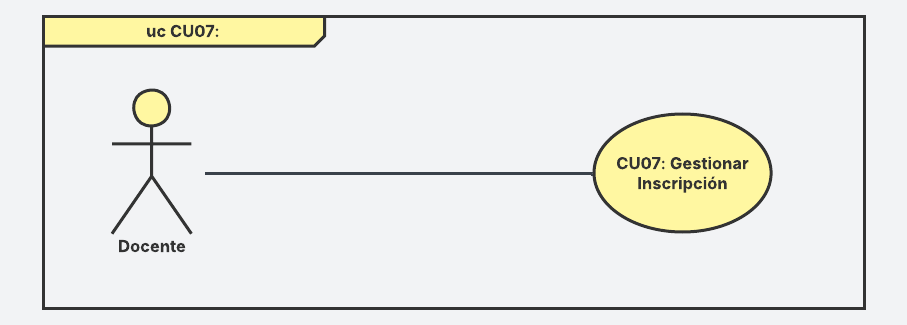 uc CU07:
CU07: Gestionar
Inscripción
Docente